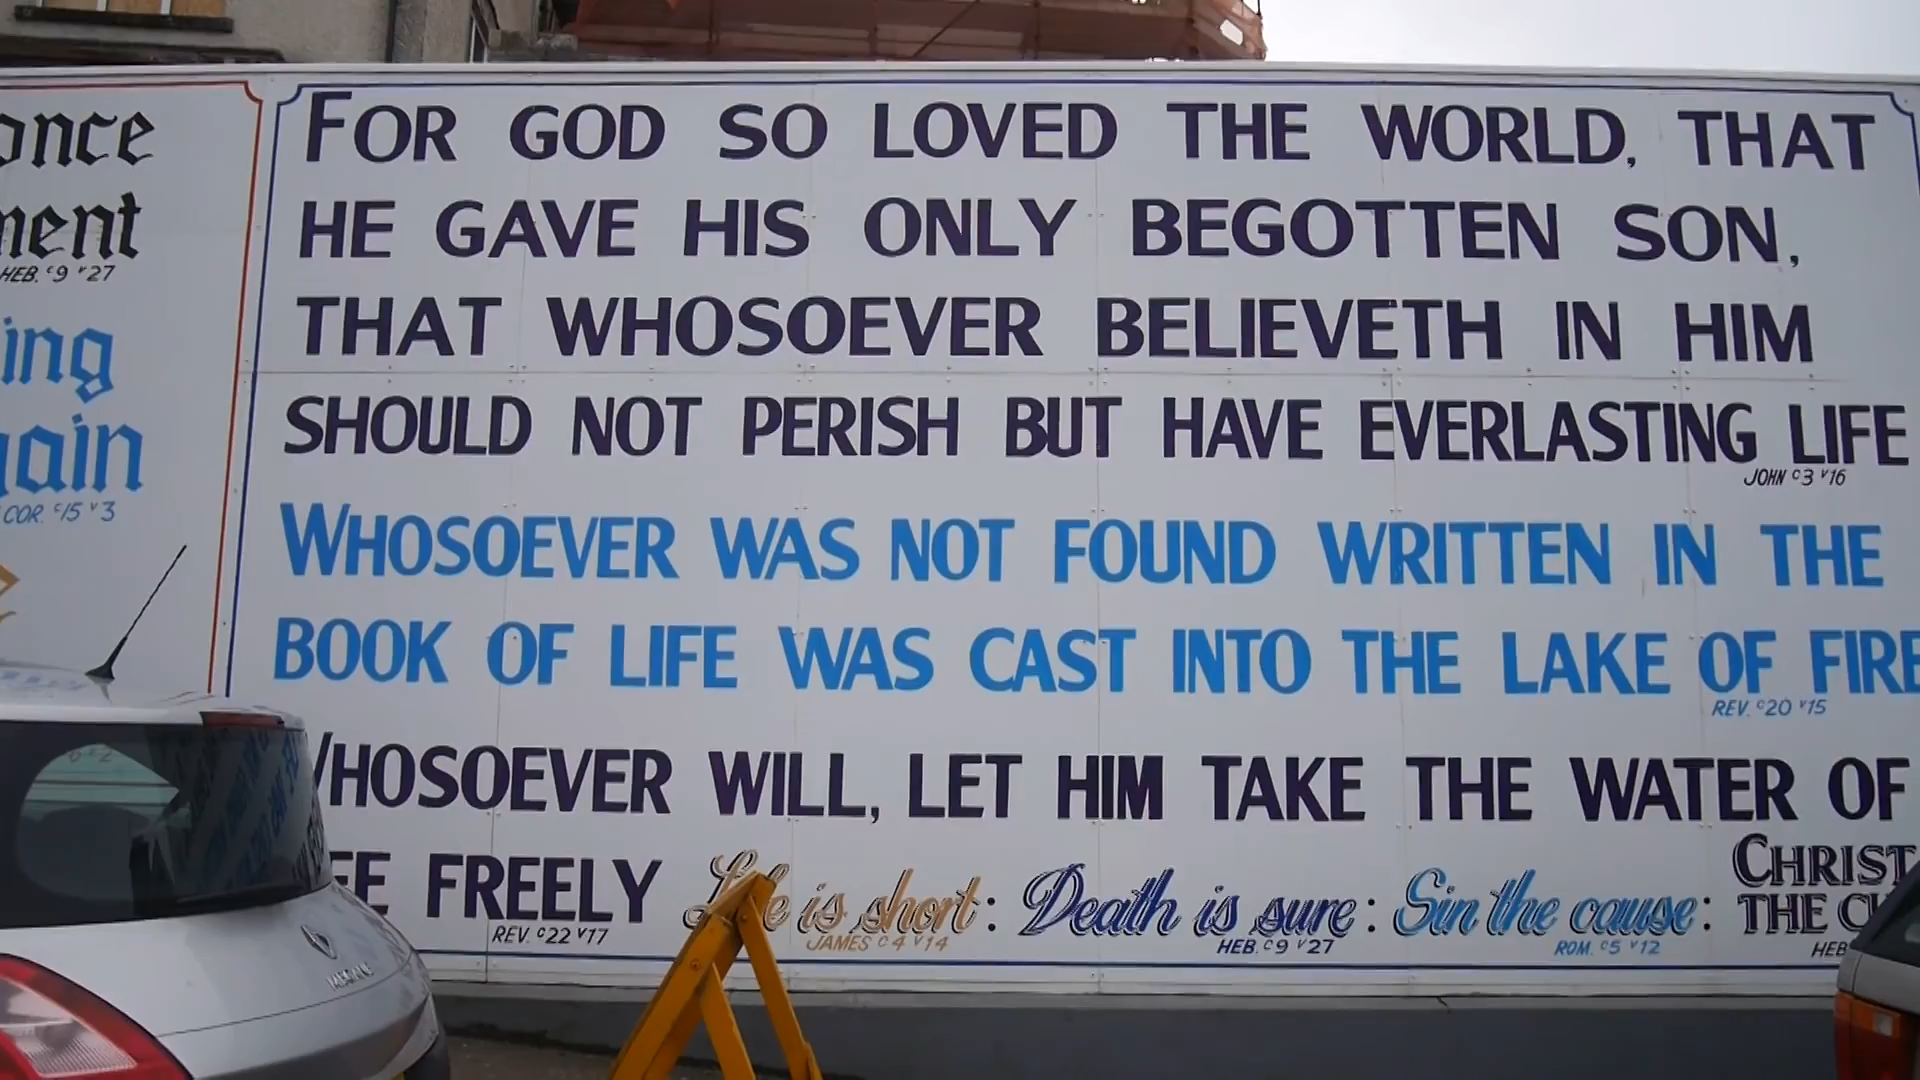 once
ment
HEB. c9 v27
ing
gain
COR. c15 v3
FOR GOD SO LOVED THE WORLD, THAT
HE GAVE HIS ONLY BEGOTTEN SON,
THAT WHOSOEVER BELIEVETH IN HIM
SHOULD NOT PERISH BUT HAVE EVERLASTING LIFE
JOHN c3 v16
WHOSOEVER WAS NOT FOUND WRITTEN IN THE
BOOK OF LIFE WAS CAST INTO THE LAKE OF FIRE
REV. c20 v15
WHOSOEVER WILL, LET HIM TAKE THE WATER OF
FE FREELY
REV. c22 v17
Life is short:
JAMES c4 v14
Death is sure:
HEB. c9 v27
Sin the cause:
ROM. c5 v12
CHRIST
THE CU
HEB